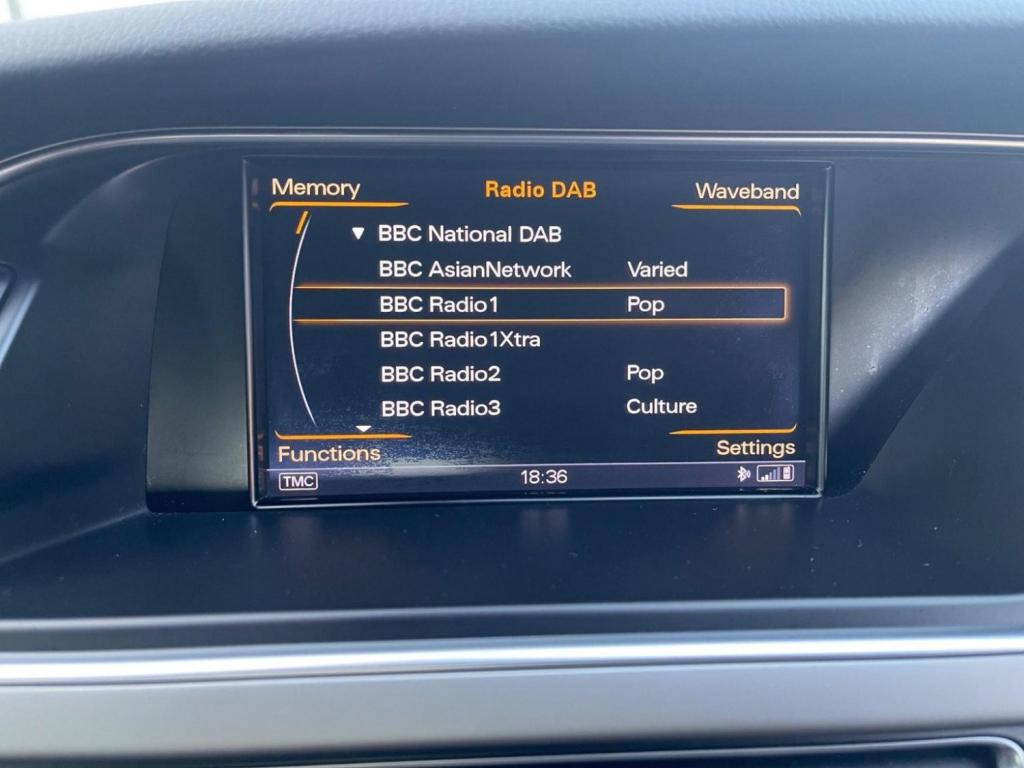 Memory Radio DAB Waveband
BBC National DAB
BBC AsianNetwork Varied
BBC Radio1 Pop
BBC Radio1Xtra
BBC Radio2 Pop
BBC Radio3 Culture
Functions Settings
TMC 18:36